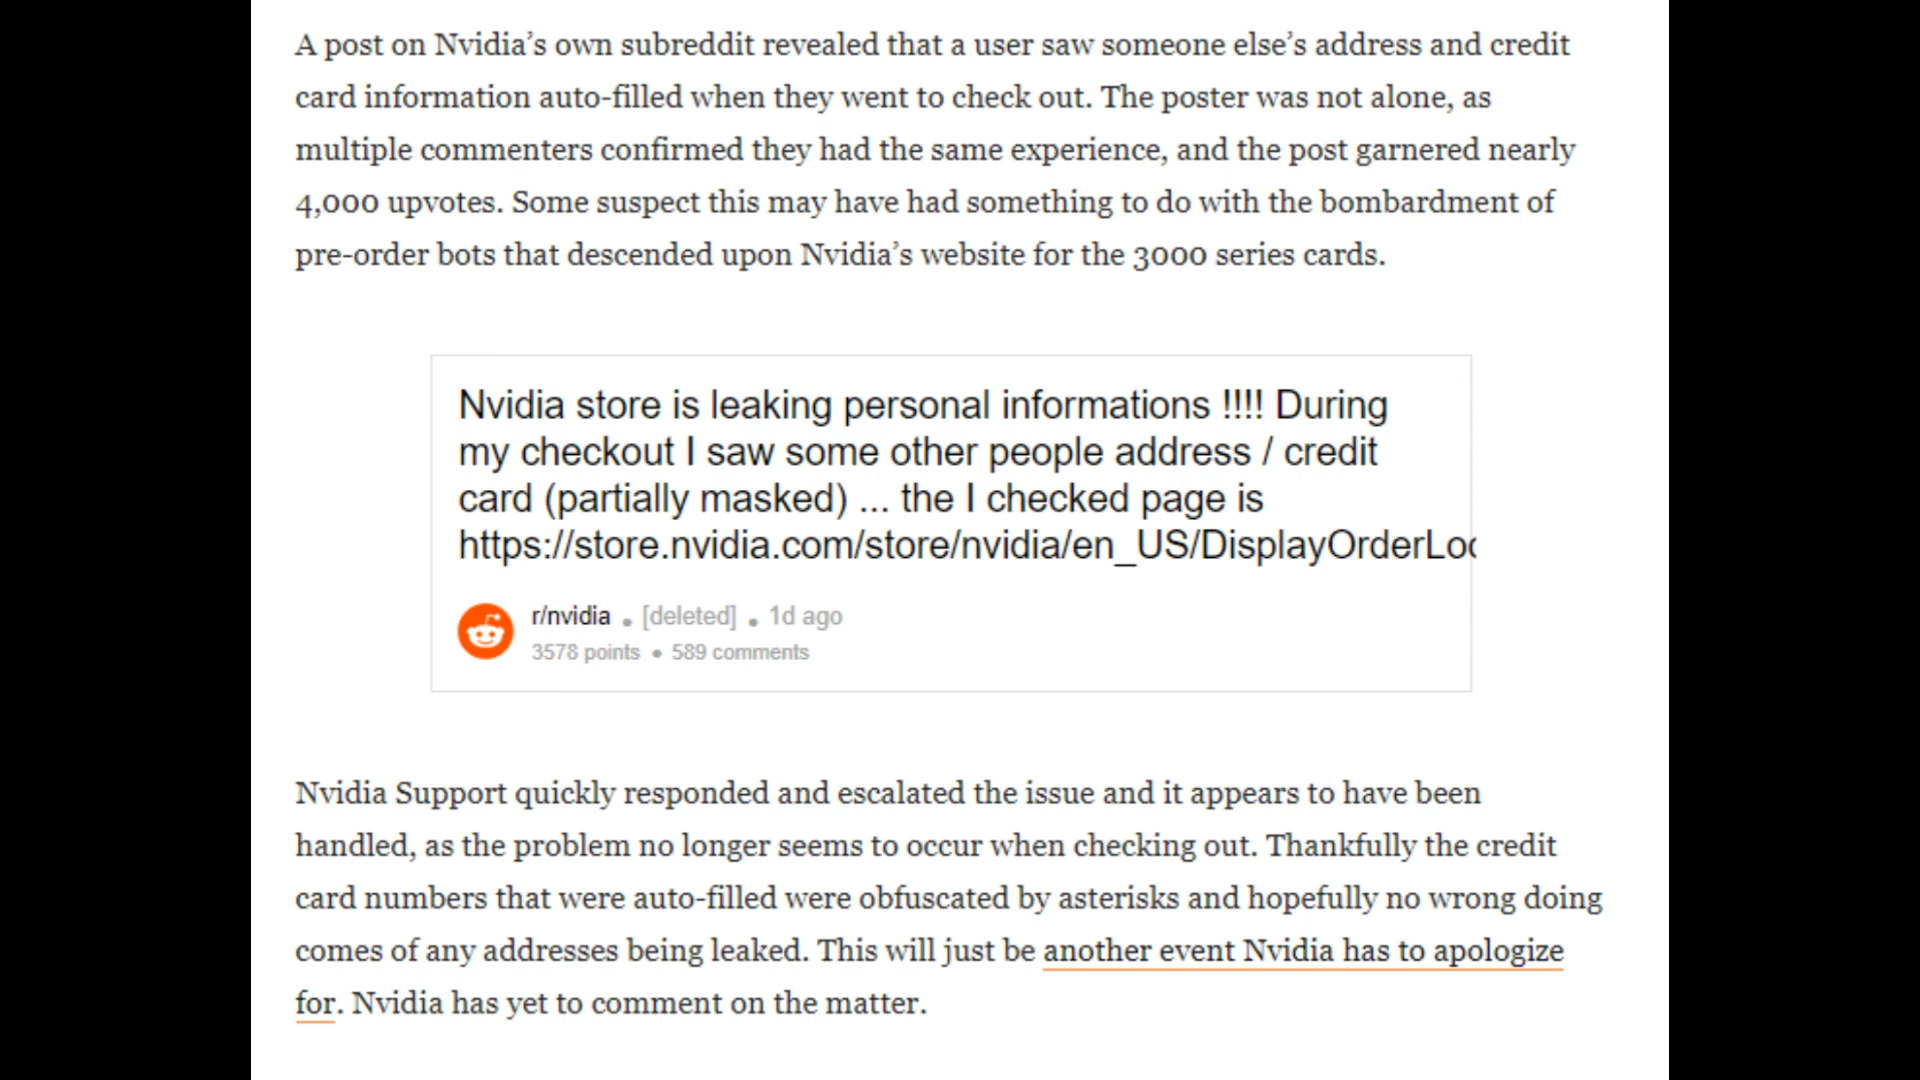 A post on Nvidia’s own subreddit revealed that a user saw someone else’s address and credit
card information auto-filled when they went to check out. The poster was not alone, as
multiple commenters confirmed they had the same experience, and the post garnered nearly
4,000 upvotes. Some suspect this may have had something to do with the bombardment of
pre-order bots that descended upon Nvidia’s website for the 3000 series cards.
Nvidia store is leaking personal informations !!!! During
my checkout I saw some other people address / credit
card (partially masked) ... the I checked page is
https://store.nvidia.com/store/nvidia/en_US/DisplayOrderLoc
r/nvidia • [deleted] • 1d ago
3578 points • 589 comments
Nvidia Support quickly responded and escalated the issue and it appears to have been
handled, as the problem no longer seems to occur when checking out. Thankfully the credit
card numbers that were auto-filled were obfuscated by asterisks and hopefully no wrong doing
comes of any addresses being leaked. This will just be another event Nvidia has to apologize
for. Nvidia has yet to comment on the matter.